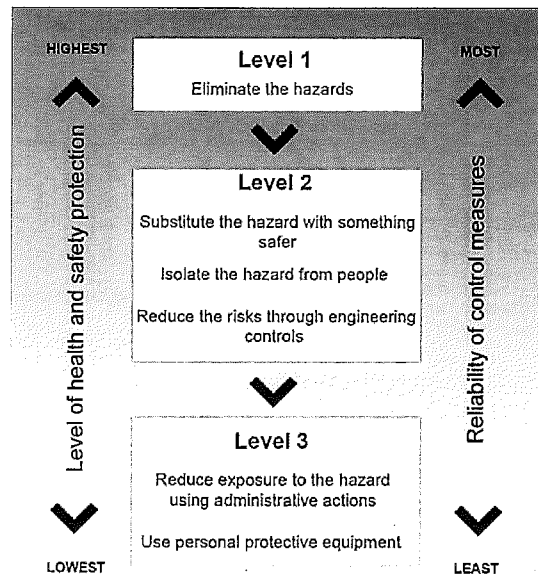 HIGHEST
MOST
Level 1
Eliminate the hazards
Level of health and safety protection
Reliability of control measures
Level 2
Substitute the hazard with something
safer
Isolate the hazard from people
Reduce the risks through engineering
controls
Level 3
Reduce exposure to the hazard
using administrative actions
Use personal protective equipment
LOWEST
LEAST